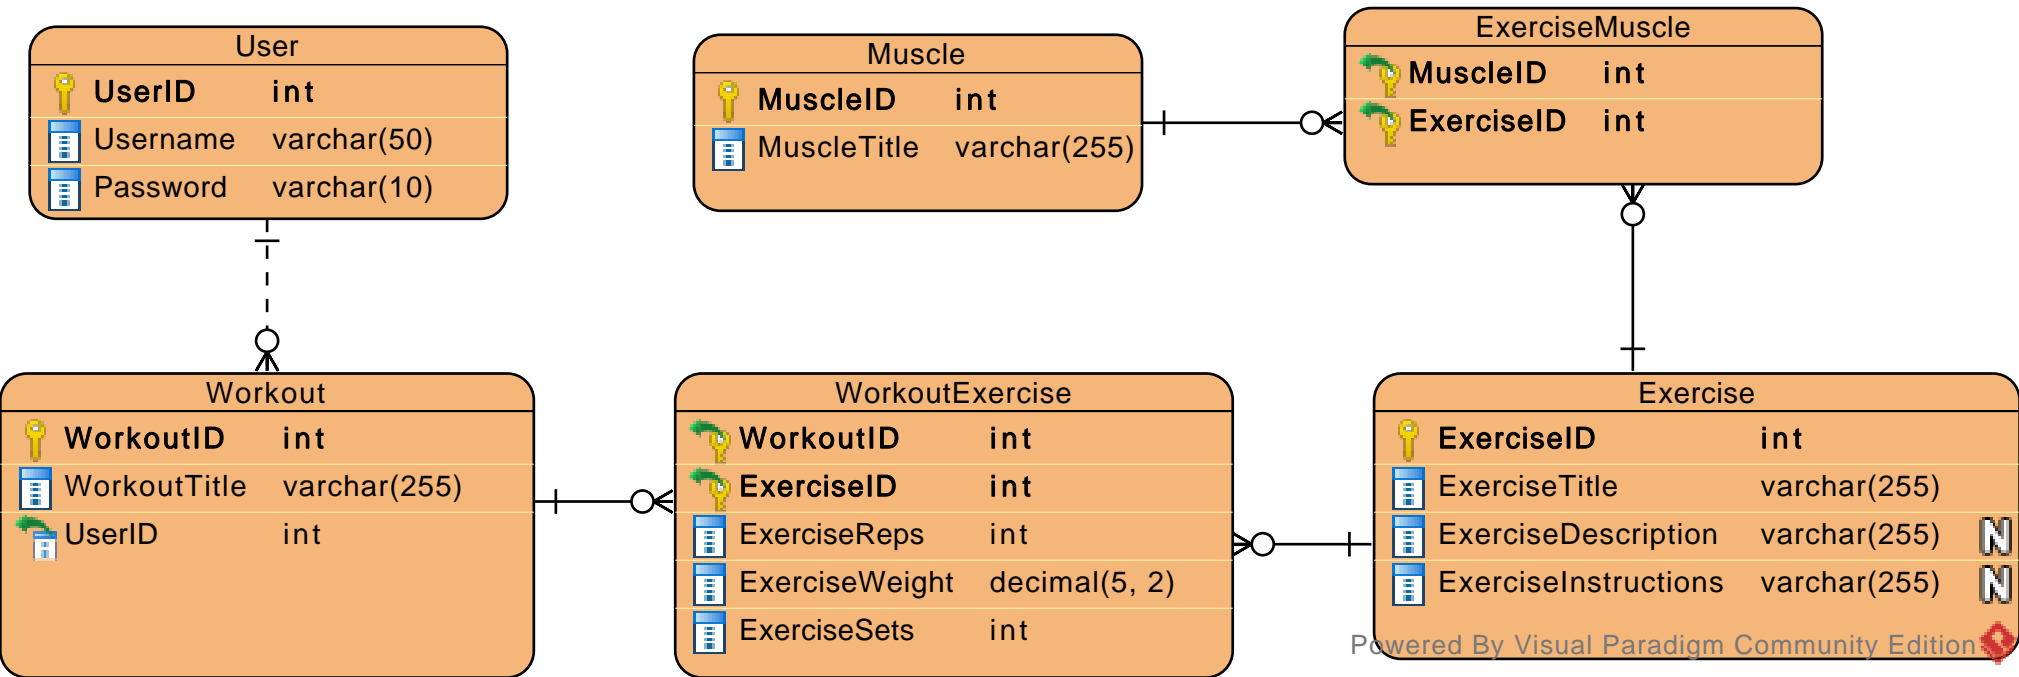 User
UserID int
Username varchar(50)
Password varchar(10)
Muscle
MuscleID int
MuscleTitle varchar(255)
ExerciseMuscle
MuscleID int
ExerciseID int
Workout
WorkoutID int
WorkoutTitle varchar(255)
UserID int
WorkoutExercise
WorkoutID int
ExerciseID int
ExerciseReps int
ExerciseWeight decimal(5, 2)
ExerciseSets int
Exercise
ExerciseID int
ExerciseTitle varchar(255)
ExerciseDescription varchar(255) N
ExerciseInstructions varchar(255) N
Powered By Visual Paradigm Community Edition